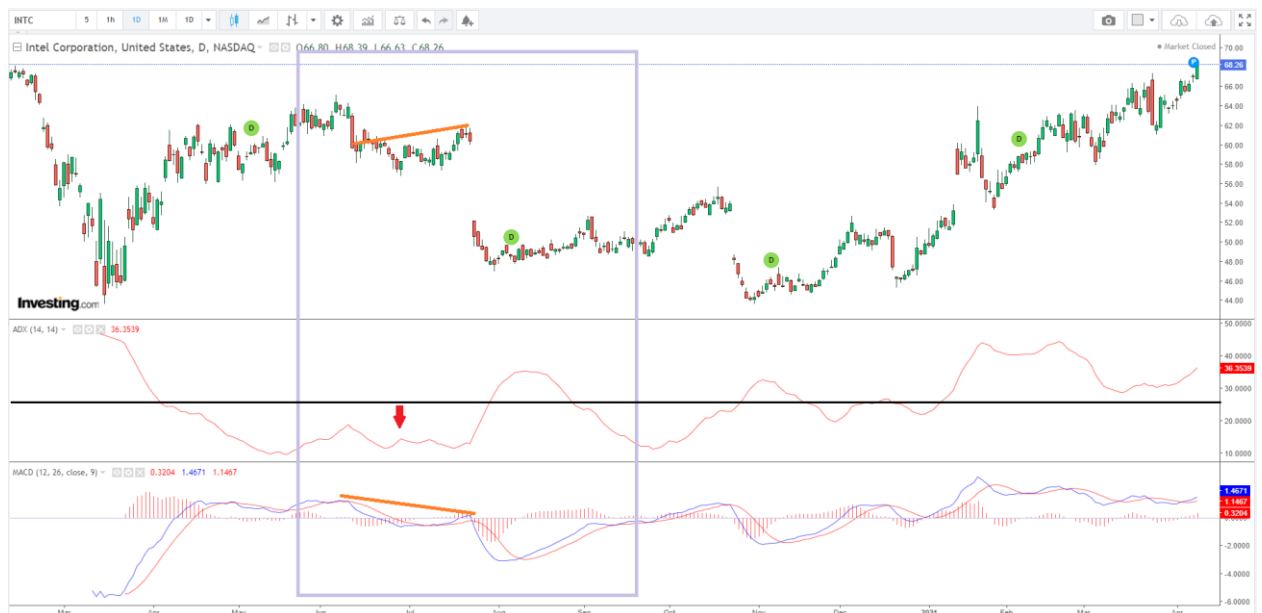 INTC 5 1h 1D 1M 1D
Intel Corporation, United States, D, NASDAQ O66.80 H68.39 L66.63 C68.26
Market Closed
70.00
68.26
66.00
64.00
62.00
60.00
58.00
56.00
54.00
52.00
50.00
48.00
46.00
44.00
P
D
D
D
D
Investing.com
ADX (14, 14) 36.3539
50.0000
40.0000
36.3539
30.0000
20.0000
10.0000
MACD (12, 26, close, 9) 0.3204 1.4671 1.1467
1.4671
1.1467
0.3204
-2.0000
-4.0000
-6.0000
Mar Apr May Jun Jul Aug Sep Oct Nov Dec 2021 Feb Mar Apr